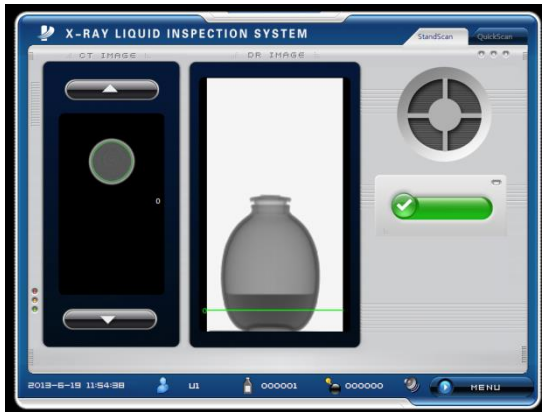 X-RAY LIQUID INSPECTION SYSTEM
StandScan
QuickScan
CT IMAGE
DR IMAGE
0
0
2013-6-19 11:54:38
U1
000001
000000
MENU